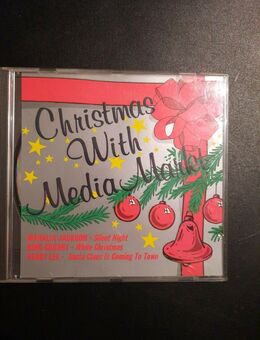 Christmas
With
Media Markt
MAHALIA JACKSON - Silent Night
BING CROSBY - White Christmas
BRENDA LEE - Santa Claus Is Coming To Town